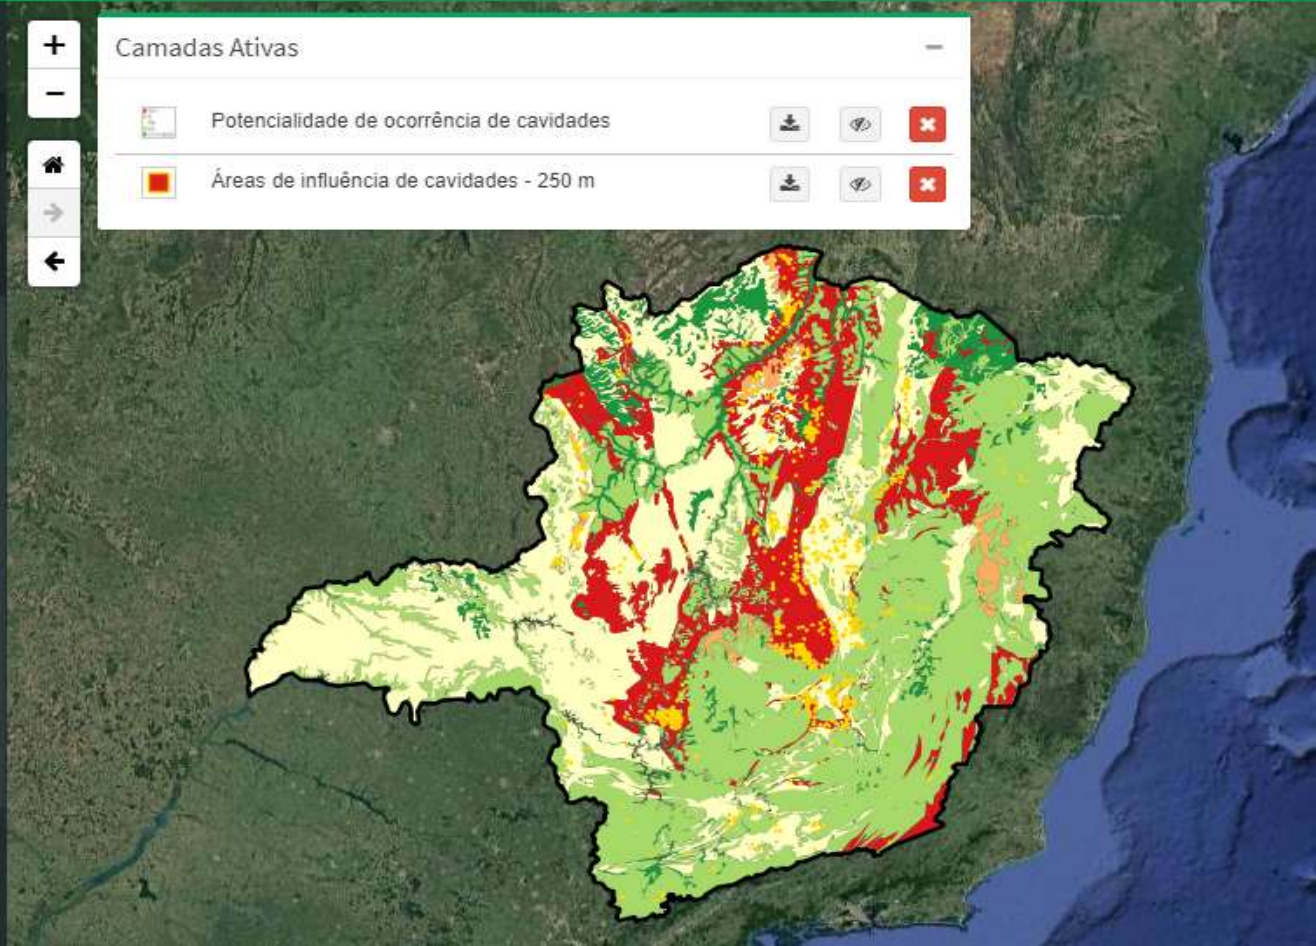 Camadas Ativas
Potencialidade de ocorrência de cavidades
Áreas de influência de cavidades - 250 m